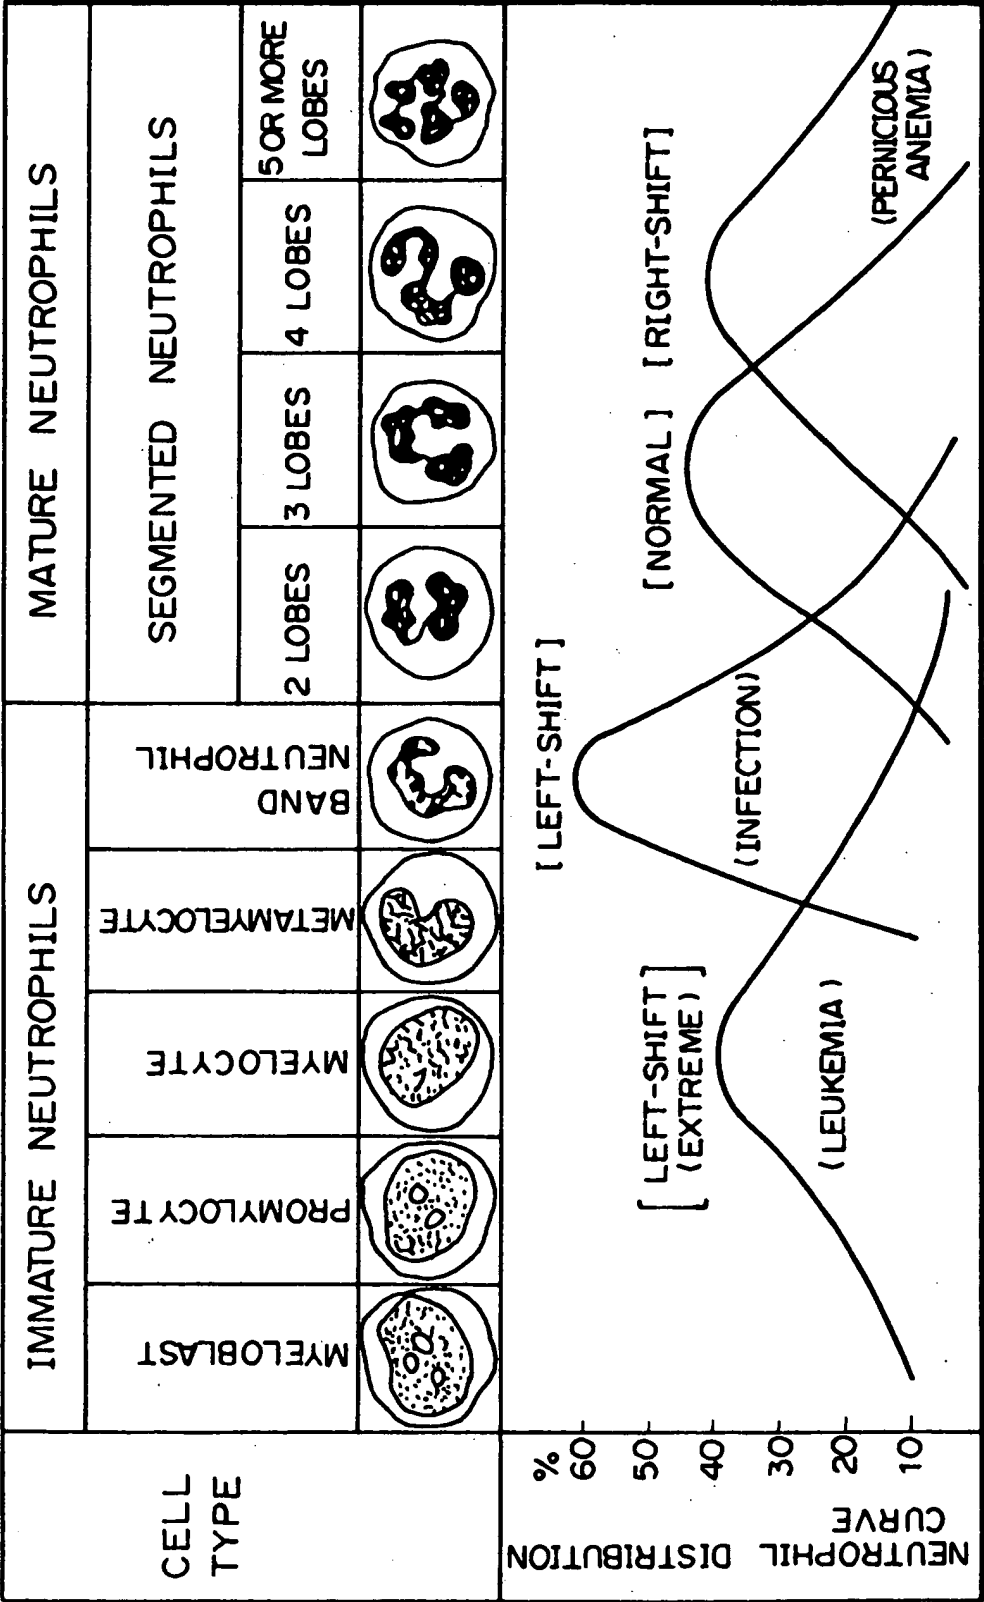 CELL
TYPE
IMMATURE NEUTROPHILS
MATURE NEUTROPHILS
SEGMENTED NEUTROPHILS
MYELOBLAST
PROMYLOCYTE
MYELOCYTE
METAMYELOCYTE
BAND
NEUTROPHIL
2 LOBES
3 LOBES
4 LOBES
5 OR MORE
LOBES
NEUTROPHIL DISTRIBUTION
CURVE
%
60
50
40
30
20
10
[LEFT-SHIFT
(EXTREME)]
(LEUKEMIA)
[LEFT-SHIFT]
(INFECTION)
[NORMAL]
[RIGHT-SHIFT]
(PERNICIOUS
ANEMIA)